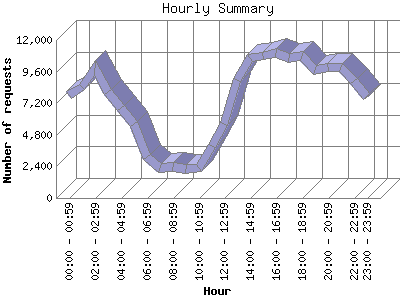 Hourly Summary
Number of requests
12,000
9,600
7,200
4,800
2,400
0
00:00 - 00:59
02:00 - 02:59
04:00 - 04:59
06:00 - 06:59
08:00 - 08:59
10:00 - 10:59
12:00 - 12:59
14:00 - 14:59
16:00 - 16:59
18:00 - 18:59
20:00 - 20:59
22:00 - 22:59
23:00 - 23:59
Hour